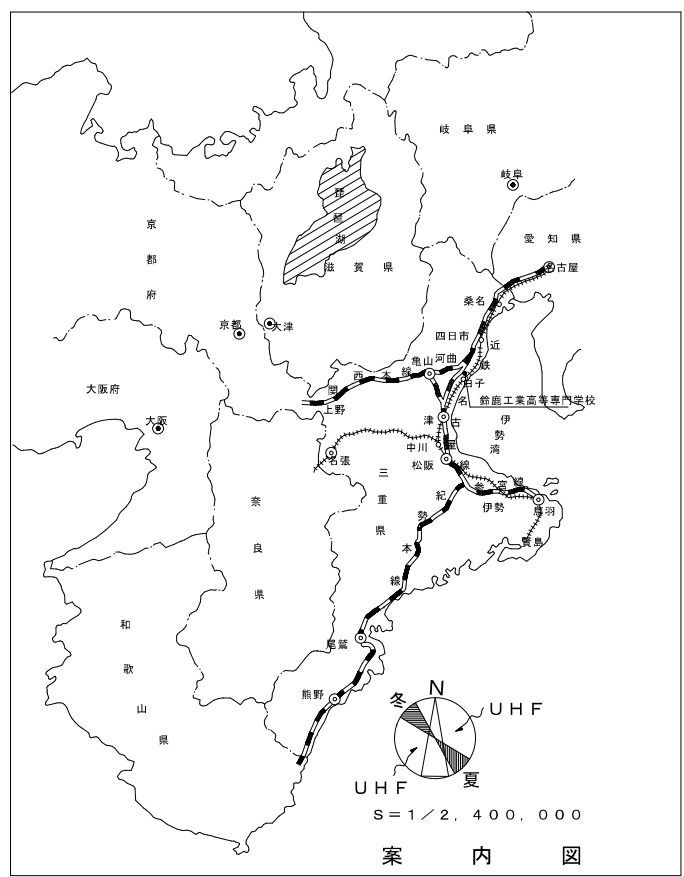 岐阜県
岐阜
琵琶湖
京都府
愛知県
滋賀県
名古屋
桑名
京都
大津
四日市
近鉄名古屋線
亀山
河曲
関西本線
白子
大阪府
鈴鹿工業高等専門学校
上野
津
伊勢湾
大阪
中川
名張
松阪
三重県
参宮線
紀勢本線
奈良県
伊勢
鳥羽
賢島
和歌山県
尾鷲
熊野
N
冬
UHF
夏
UHF
S=1/2,400,000
案内図